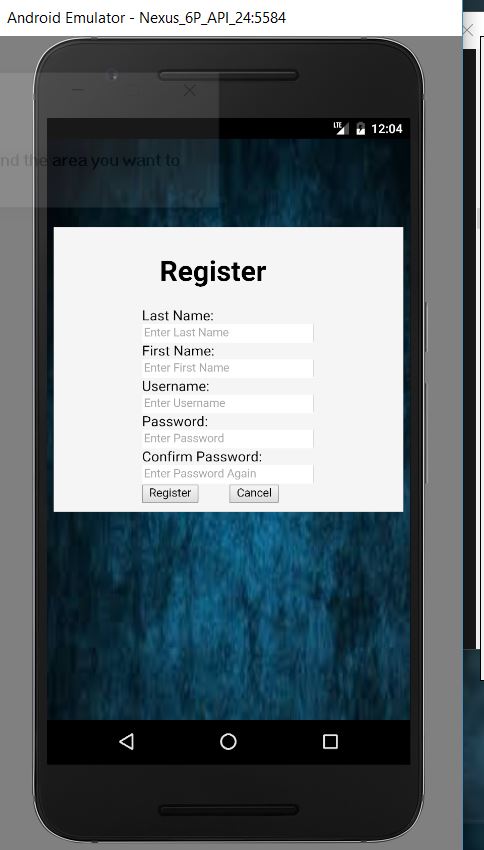 Android Emulator - Nexus_6P_API_24:5584
LTE 12:04
nd the area you want to
Register
Last Name:
Enter Last Name
First Name:
Enter First Name
Username:
Enter Username
Password:
Enter Password
Confirm Password:
Enter Password Again
Register Cancel